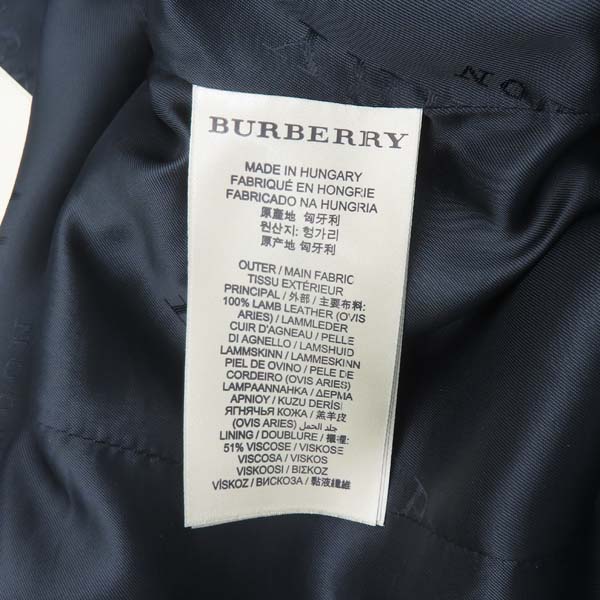 BURBERRY
MADE IN HUNGARY
FABRIQUÉ EN HONGRIE
FABRICADO NA HUNGRIA
原產地 匈牙利
원산지: 헝가리
原产地 匈牙利
OUTER / MAIN FABRIC
TISSU EXTÉRIEUR
PRINCIPAL / 外部 / 主要布料:
100% LAMB LEATHER (OVIS
ARIES) / LAMMLEDER
CUIR D'AGNEAU / PELLE
DI AGNELLO / LAMSHUID
LAMMSKINN / LAMMESKINN
PIEL DE OVINO / PELE DE
CORDEIRO (OVIS ARIES)
LAMPAANNAHKA / ΔΕΡΜΑ
ΑΡΝΙΟΥ / KUZU DERİSİ
ЯГНЯЧЬЯ КОЖА / 羔羊皮
(OVIS ARIES) جلد الحمل
LINING / DOUBLURE / 襯裡:
51% VISCOSE / VISKOSE
VISCOSA / VISKOS
VISKOOSI / ΒΙΣΚΟΖ
VİSKOZ / ВИСКОЗА / 黏液纖維